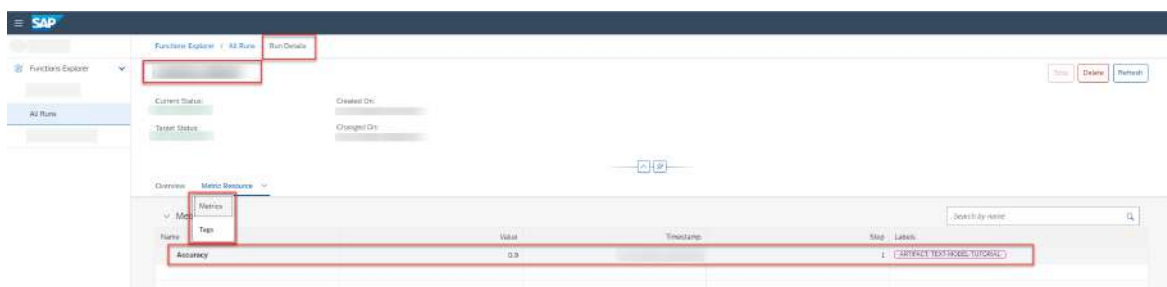 SAP
Functions Explorer / All Runs / Run Details
Functions Explorer
Stop Delete Refresh
Current Status: Created On:
All Runs
Target Status: Changed On:
Overview Metric Resource
Metrics
Search by name
Tags
Name Value Timestamp Step Labels
Accuracy 0.9 1 ARTIFACT: TEXT-MODEL TUTORIAL